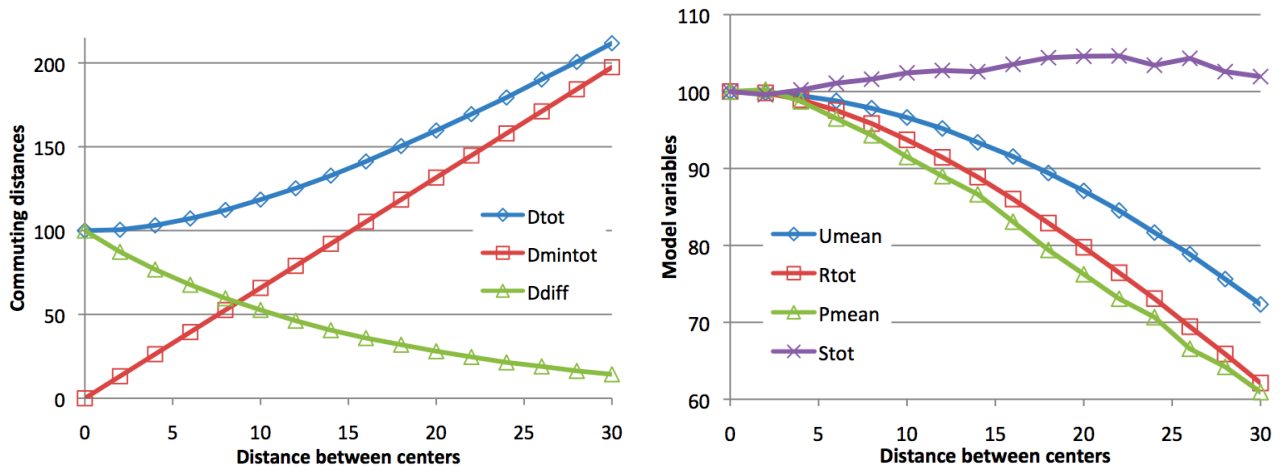 200
150
100
50
0
Commuting distances
Dtot
Dmintot
Ddiff
0 5 10 15 20 25 30
Distance between centers
110
100
90
80
70
60
Model variables
Umean
Rtot
Pmean
Stot
0 5 10 15 20 25 30
Distance between centers